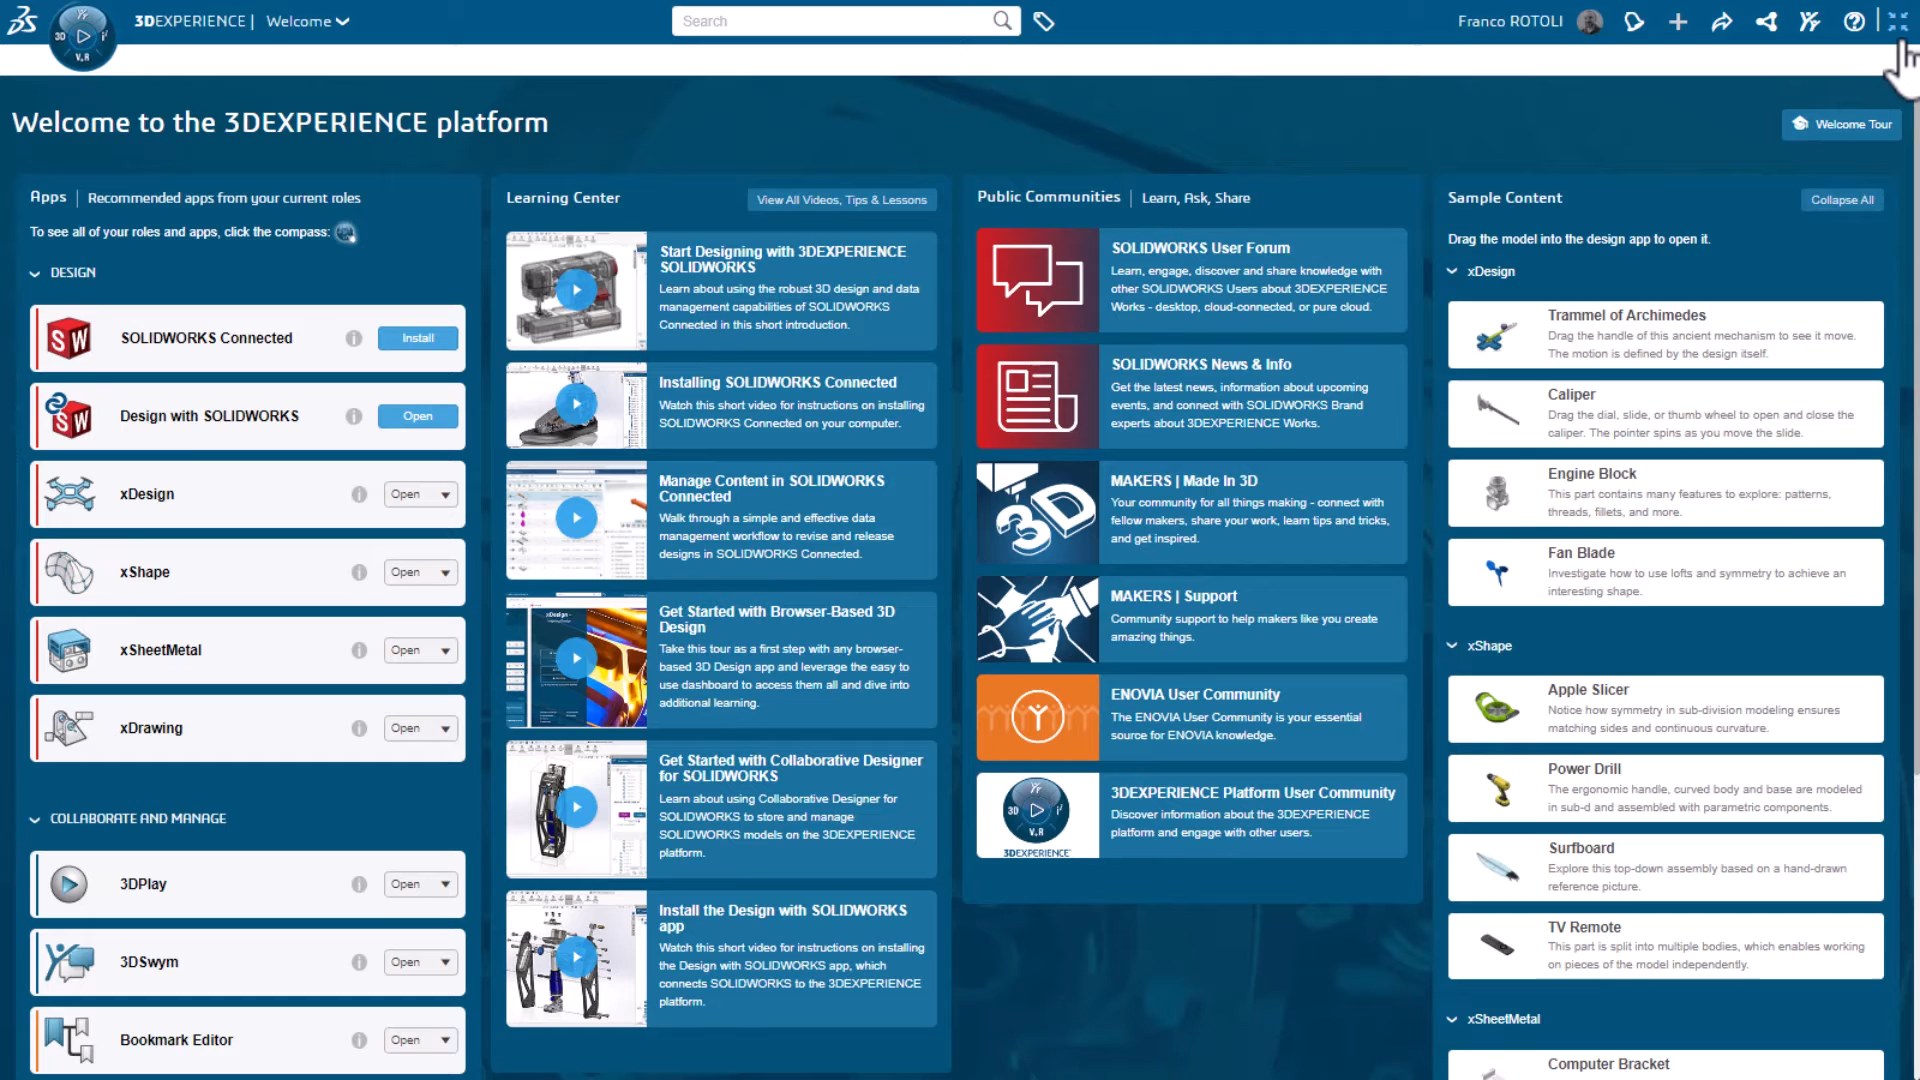 3DEXPERIENCE | Welcome
Search
Franco ROTOLI
3D
V.R
Welcome to the 3DEXPERIENCE platform
Welcome Tour
Apps | Recommended apps from your current roles
To see all of your roles and apps, click the compass:
DESIGN
SOLIDWORKS Connected
Install
Design with SOLIDWORKS
Open
xDesign
Open
xShape
Open
xSheetMetal
Open
xDrawing
Open
COLLABORATE AND MANAGE
3DPlay
Open
3DSwym
Open
Bookmark Editor
Open
Learning Center
View All Videos, Tips & Lessons
Start Designing with 3DEXPERIENCE
SOLIDWORKS
Learn about using the robust 3D design and data
management capabilities of SOLIDWORKS
Connected in this short introduction.
Installing SOLIDWORKS Connected
Watch this short video for instructions on installing
SOLIDWORKS Connected on your computer.
Manage Content in SOLIDWORKS
Connected
Walk through a simple and effective data
management workflow to revise and release
designs in SOLIDWORKS Connected.
Get Started with Browser-Based 3D
Design
Take this tour as a first step with any browser-
based 3D Design app and leverage the easy to
use dashboard to access them all and dive into
additional learning.
Get Started with Collaborative Designer
for SOLIDWORKS
Learn about using Collaborative Designer for
SOLIDWORKS to store and manage
SOLIDWORKS models on the 3DEXPERIENCE
platform.
Install the Design with SOLIDWORKS
app
Watch this short video for instructions on installing
the Design with SOLIDWORKS app, which
connects SOLIDWORKS to the 3DEXPERIENCE
platform.
Public Communities | Learn, Ask, Share
SOLIDWORKS User Forum
Learn, engage, discover and share knowledge with
other SOLIDWORKS Users about 3DEXPERIENCE
Works - desktop, cloud-connected, or pure cloud.
SOLIDWORKS News & Info
Get the latest news, information about upcoming
events, and connect with SOLIDWORKS Brand
experts about 3DEXPERIENCE Works.
3D
MAKERS | Made In 3D
Your community for all things making - connect with
fellow makers, share your work, learn tips and tricks,
and get inspired.
MAKERS | Support
Community support to help makers like you create
amazing things.
ENOVIA User Community
The ENOVIA User Community is your essential
source for ENOVIA knowledge.
3D
V.R
3DEXPERIENCE
3DEXPERIENCE Platform User Community
Discover information about the 3DEXPERIENCE
platform and engage with other users.
Sample Content
Collapse All
Drag the model into the design app to open it.
xDesign
Trammel of Archimedes
Drag the handle of this ancient mechanism to see it move.
The motion is defined by the design itself.
Caliper
Drag the dial, slide, or thumb wheel to open and close the
caliper. The pointer spins as you move the slide.
Engine Block
This part contains many features to explore: patterns,
threads, fillets, and more.
Fan Blade
Investigate how to use lofts and symmetry to achieve an
interesting shape.
xShape
Apple Slicer
Notice how symmetry in sub-division modeling ensures
matching sides and continuous curvature.
Power Drill
The ergonomic handle, curved body and base are modeled
in sub-d and assembled with parametric components.
Surfboard
Explore this top-down assembly based on a hand-drawn
reference picture.
TV Remote
This part is split into multiple bodies, which enables working
on pieces of the model independently.
xSheetMetal
Computer Bracket